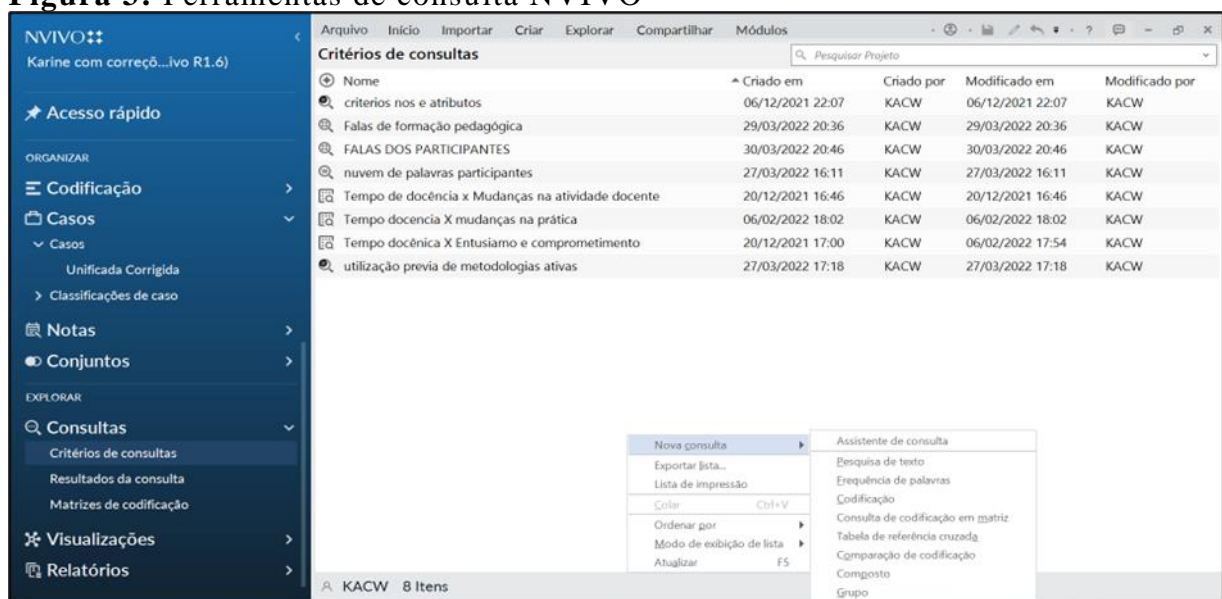 Figura 3: Ferramentas de consulta NVIVO
NVIVO
Karine com correçõ...ivo R1.6)
Acesso rápido
ORGANIZAR
Codificação
Casos
Casos
Unificada Corrigida
Classificações de caso
Notas
Conjuntos
EXPLORAR
Consultas
Critérios de consultas
Resultados da consulta
Matrizes de codificação
Visualizações
Relatórios
Arquivo Início Importar Criar Explorar Compartilhar Módulos
Critérios de consultas
Pesquisar Projeto
Nome Criado em Criado por Modificado em Modificado por
criterios nos e atributos 06/12/2021 22:07 KACW 06/12/2021 22:07 KACW
Falas de formação pedagógica 29/03/2022 20:36 KACW 29/03/2022 20:36 KACW
FALAS DOS PARTICIPANTES 30/03/2022 20:46 KACW 30/03/2022 20:46 KACW
nuvem de palavras participantes 27/03/2022 16:11 KACW 27/03/2022 16:11 KACW
Tempo de docência x Mudanças na atividade docente 20/12/2021 16:46 KACW 20/12/2021 16:46 KACW
Tempo docencia X mudanças na prática 06/02/2022 18:02 KACW 06/02/2022 18:02 KACW
Tempo docênica X Entusiamo e comprometimento 20/12/2021 17:00 KACW 06/02/2022 17:54 KACW
utilização previa de metodologias ativas 27/03/2022 17:18 KACW 27/03/2022 17:18 KACW
Nova consulta
Exportar lista...
Lista de impressão
Colar Ctrl+V
Ordenar por
Modo de exibição de lista
Atualizar F5
Assistente de consulta
Pesquisa de texto
Frequência de palavras
Codificação
Consulta de codificação em matriz
Tabela de referência cruzada
Comparação de codificação
Composto
Grupo
KACW 8 Itens